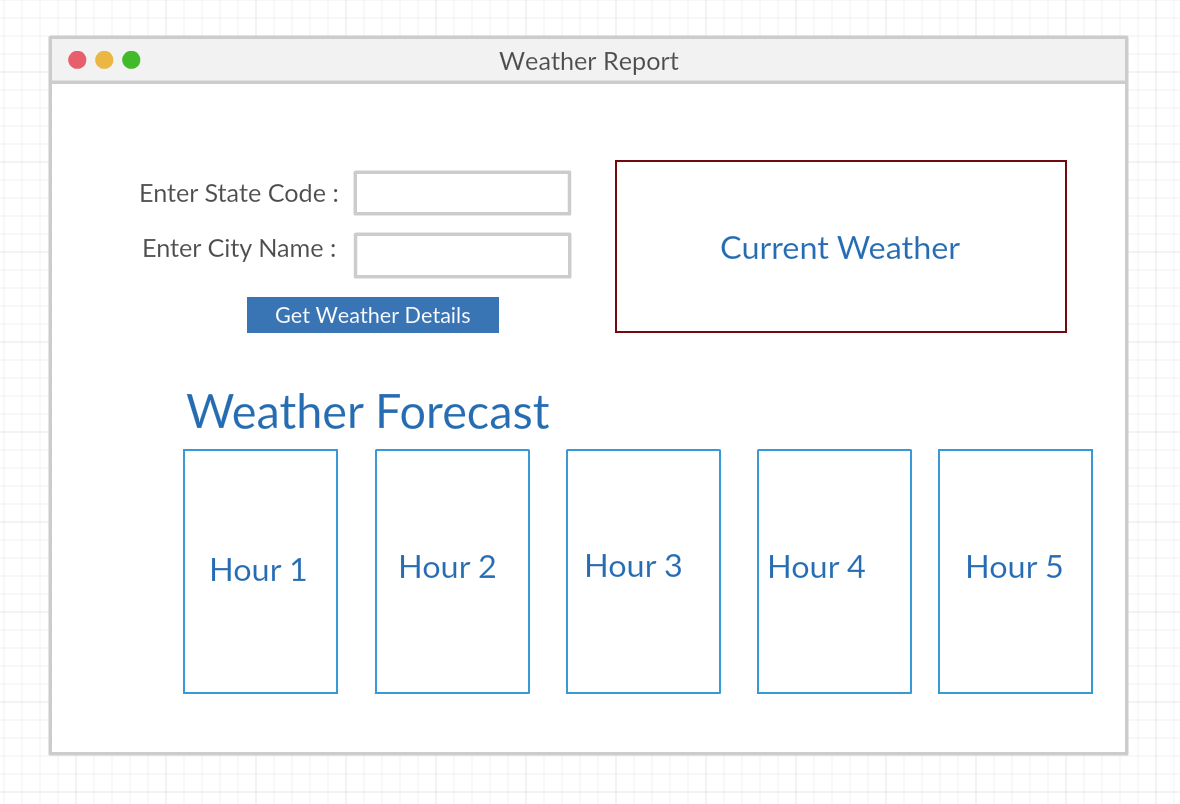 Weather Report
Enter State Code :
Enter City Name :
Get Weather Details
Current Weather
Weather Forecast
Hour 1
Hour 2
Hour 3
Hour 4
Hour 5